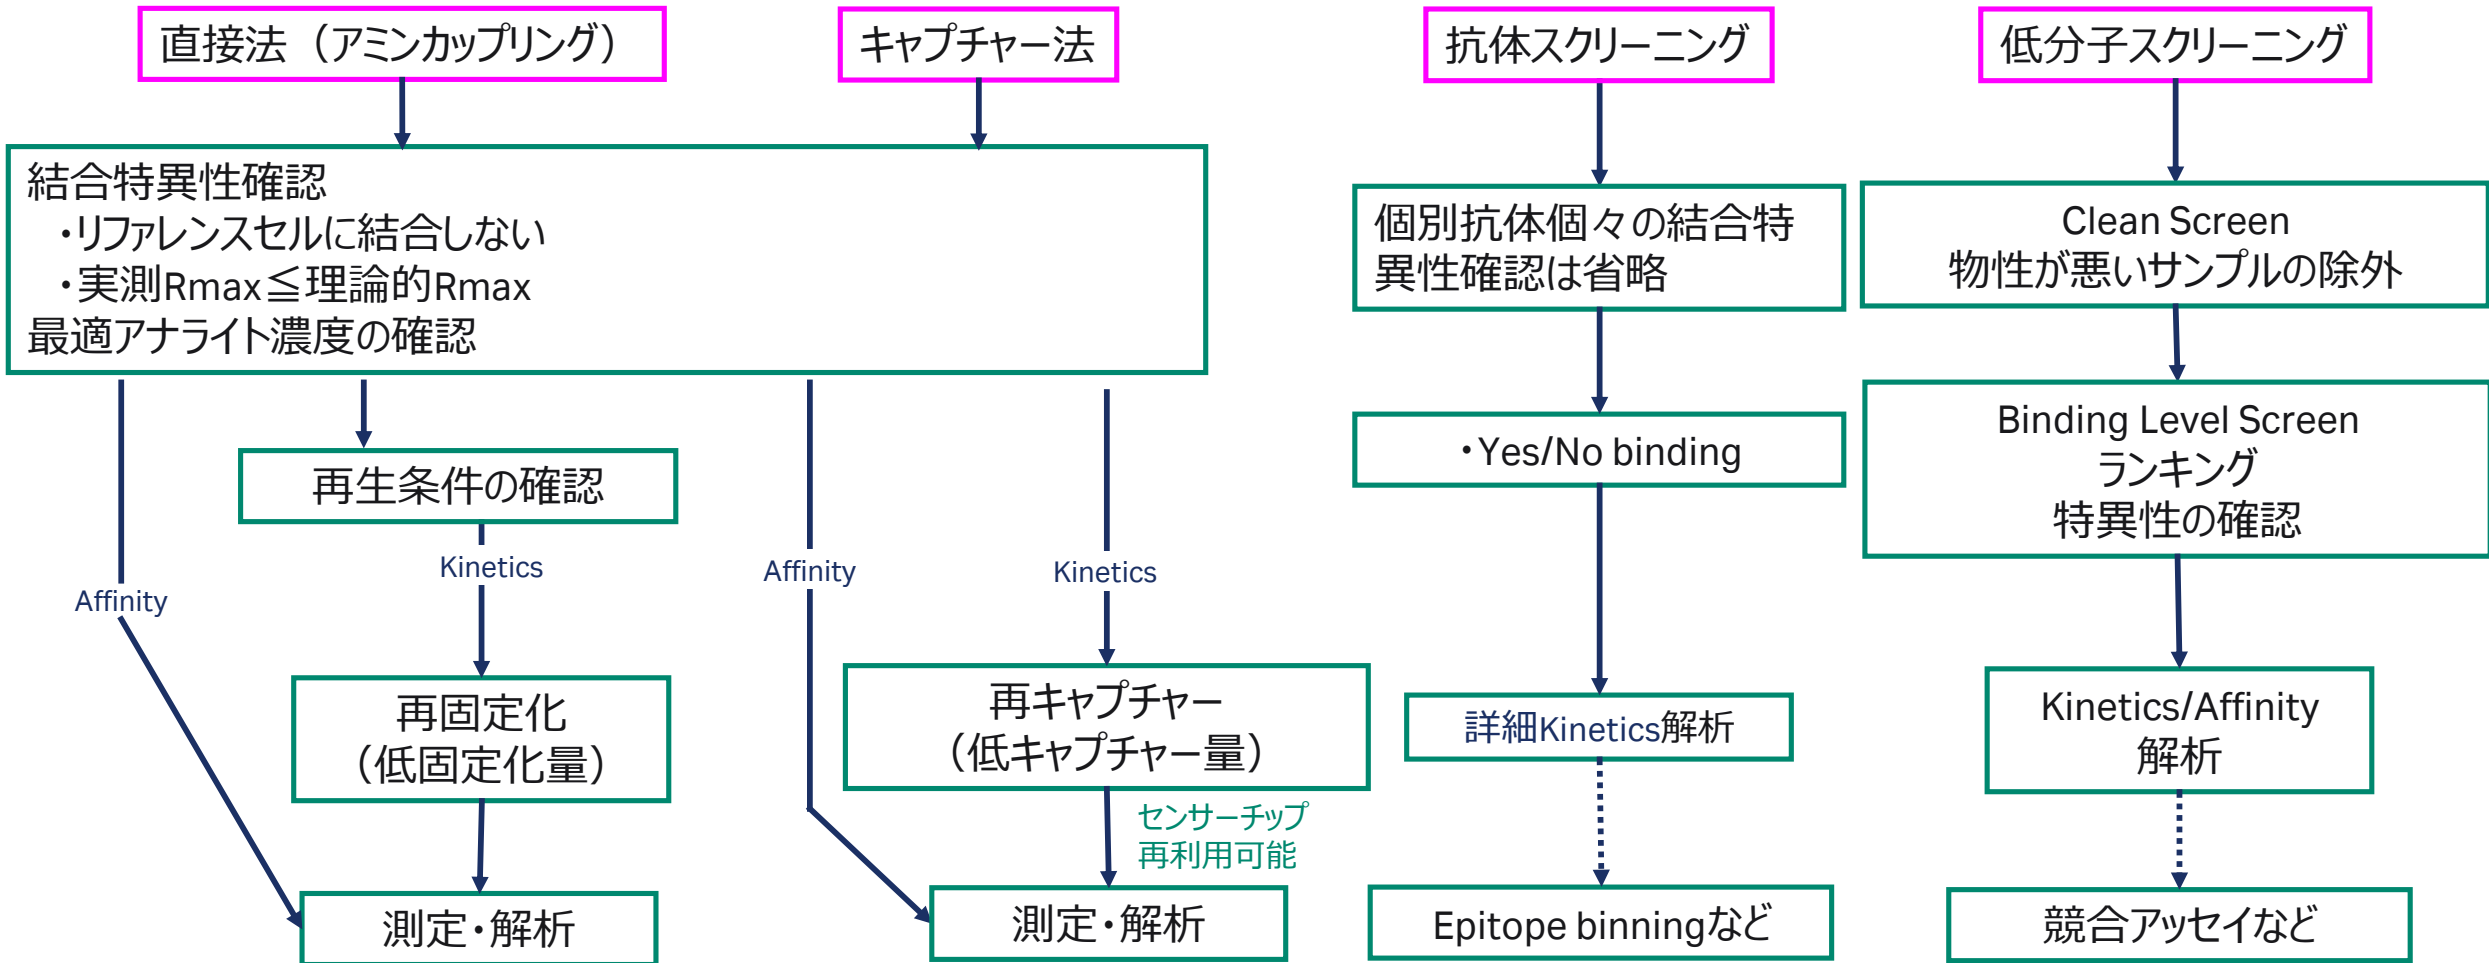 直接法（アミンカップリング）
キャプチャー法
抗体スクリーニング
低分子スクリーニング
結合特異性確認
・リファレンスセルに結合しない
・実測Rmax≦理論的Rmax
最適アナライト濃度の確認
個別抗体個々の結合特
異性確認は省略
Clean Screen
物性が悪いサンプルの除外
再生条件の確認
・Yes/No binding
Binding Level Screen
ランキング
特異性の確認
Affinity
Kinetics
Affinity
Kinetics
再固定化
（低固定化量）
再キャプチャー
（低キャプチャー量）
詳細Kinetics解析
Kinetics/Affinity
解析
センサーチップ
再利用可能
測定・解析
測定・解析
Epitope binningなど
競合アッセイなど